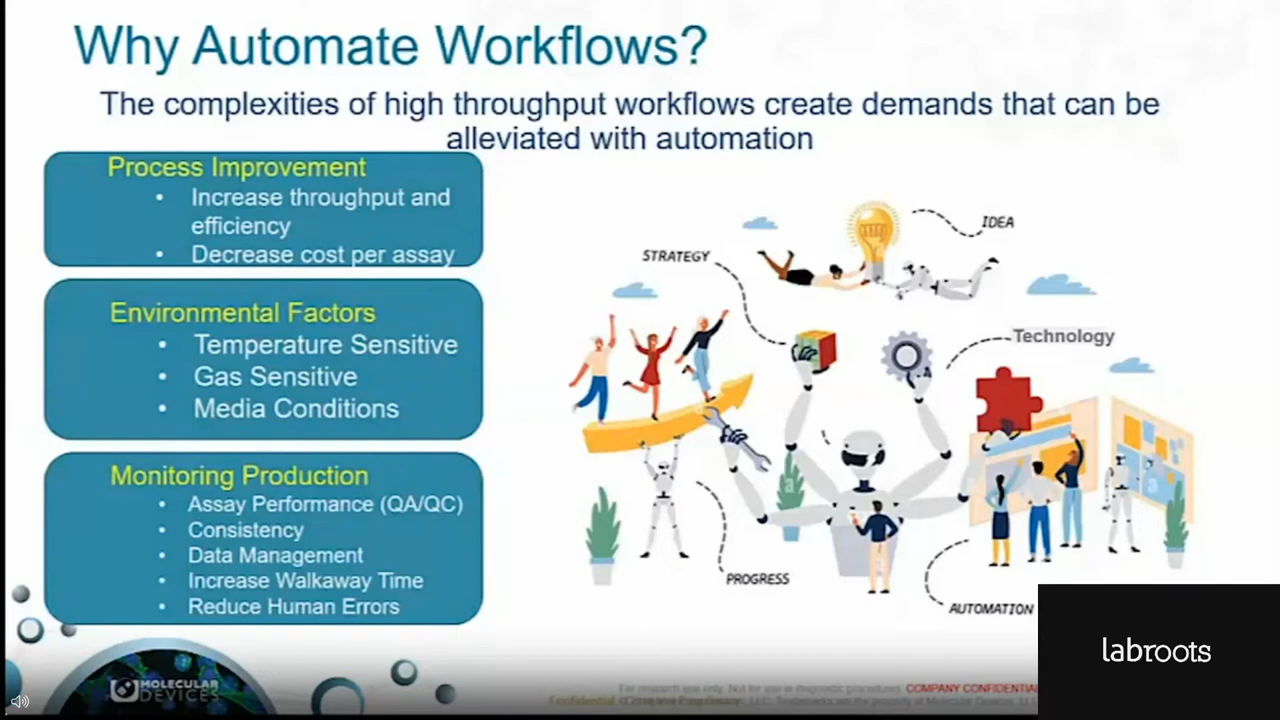 Why Automate Workflows?
The complexities of high throughput workflows create demands that can be
alleviated with automation
Process Improvement
• Increase throughput and
efficiency
• Decrease cost per assay
Environmental Factors
• Temperature Sensitive
• Gas Sensitive
• Media Conditions
Monitoring Production
• Assay Performance (QA/QC)
• Consistency
• Data Management
• Increase Walkaway Time
• Reduce Human Errors
IDEA
STRATEGY
Technology
PROGRESS
AUTOMATION
labroots
MOLECULAR
DEVICES
For research use only. Not for use in diagnostic procedures. COMPANY CONFIDENTIAL
Confidential